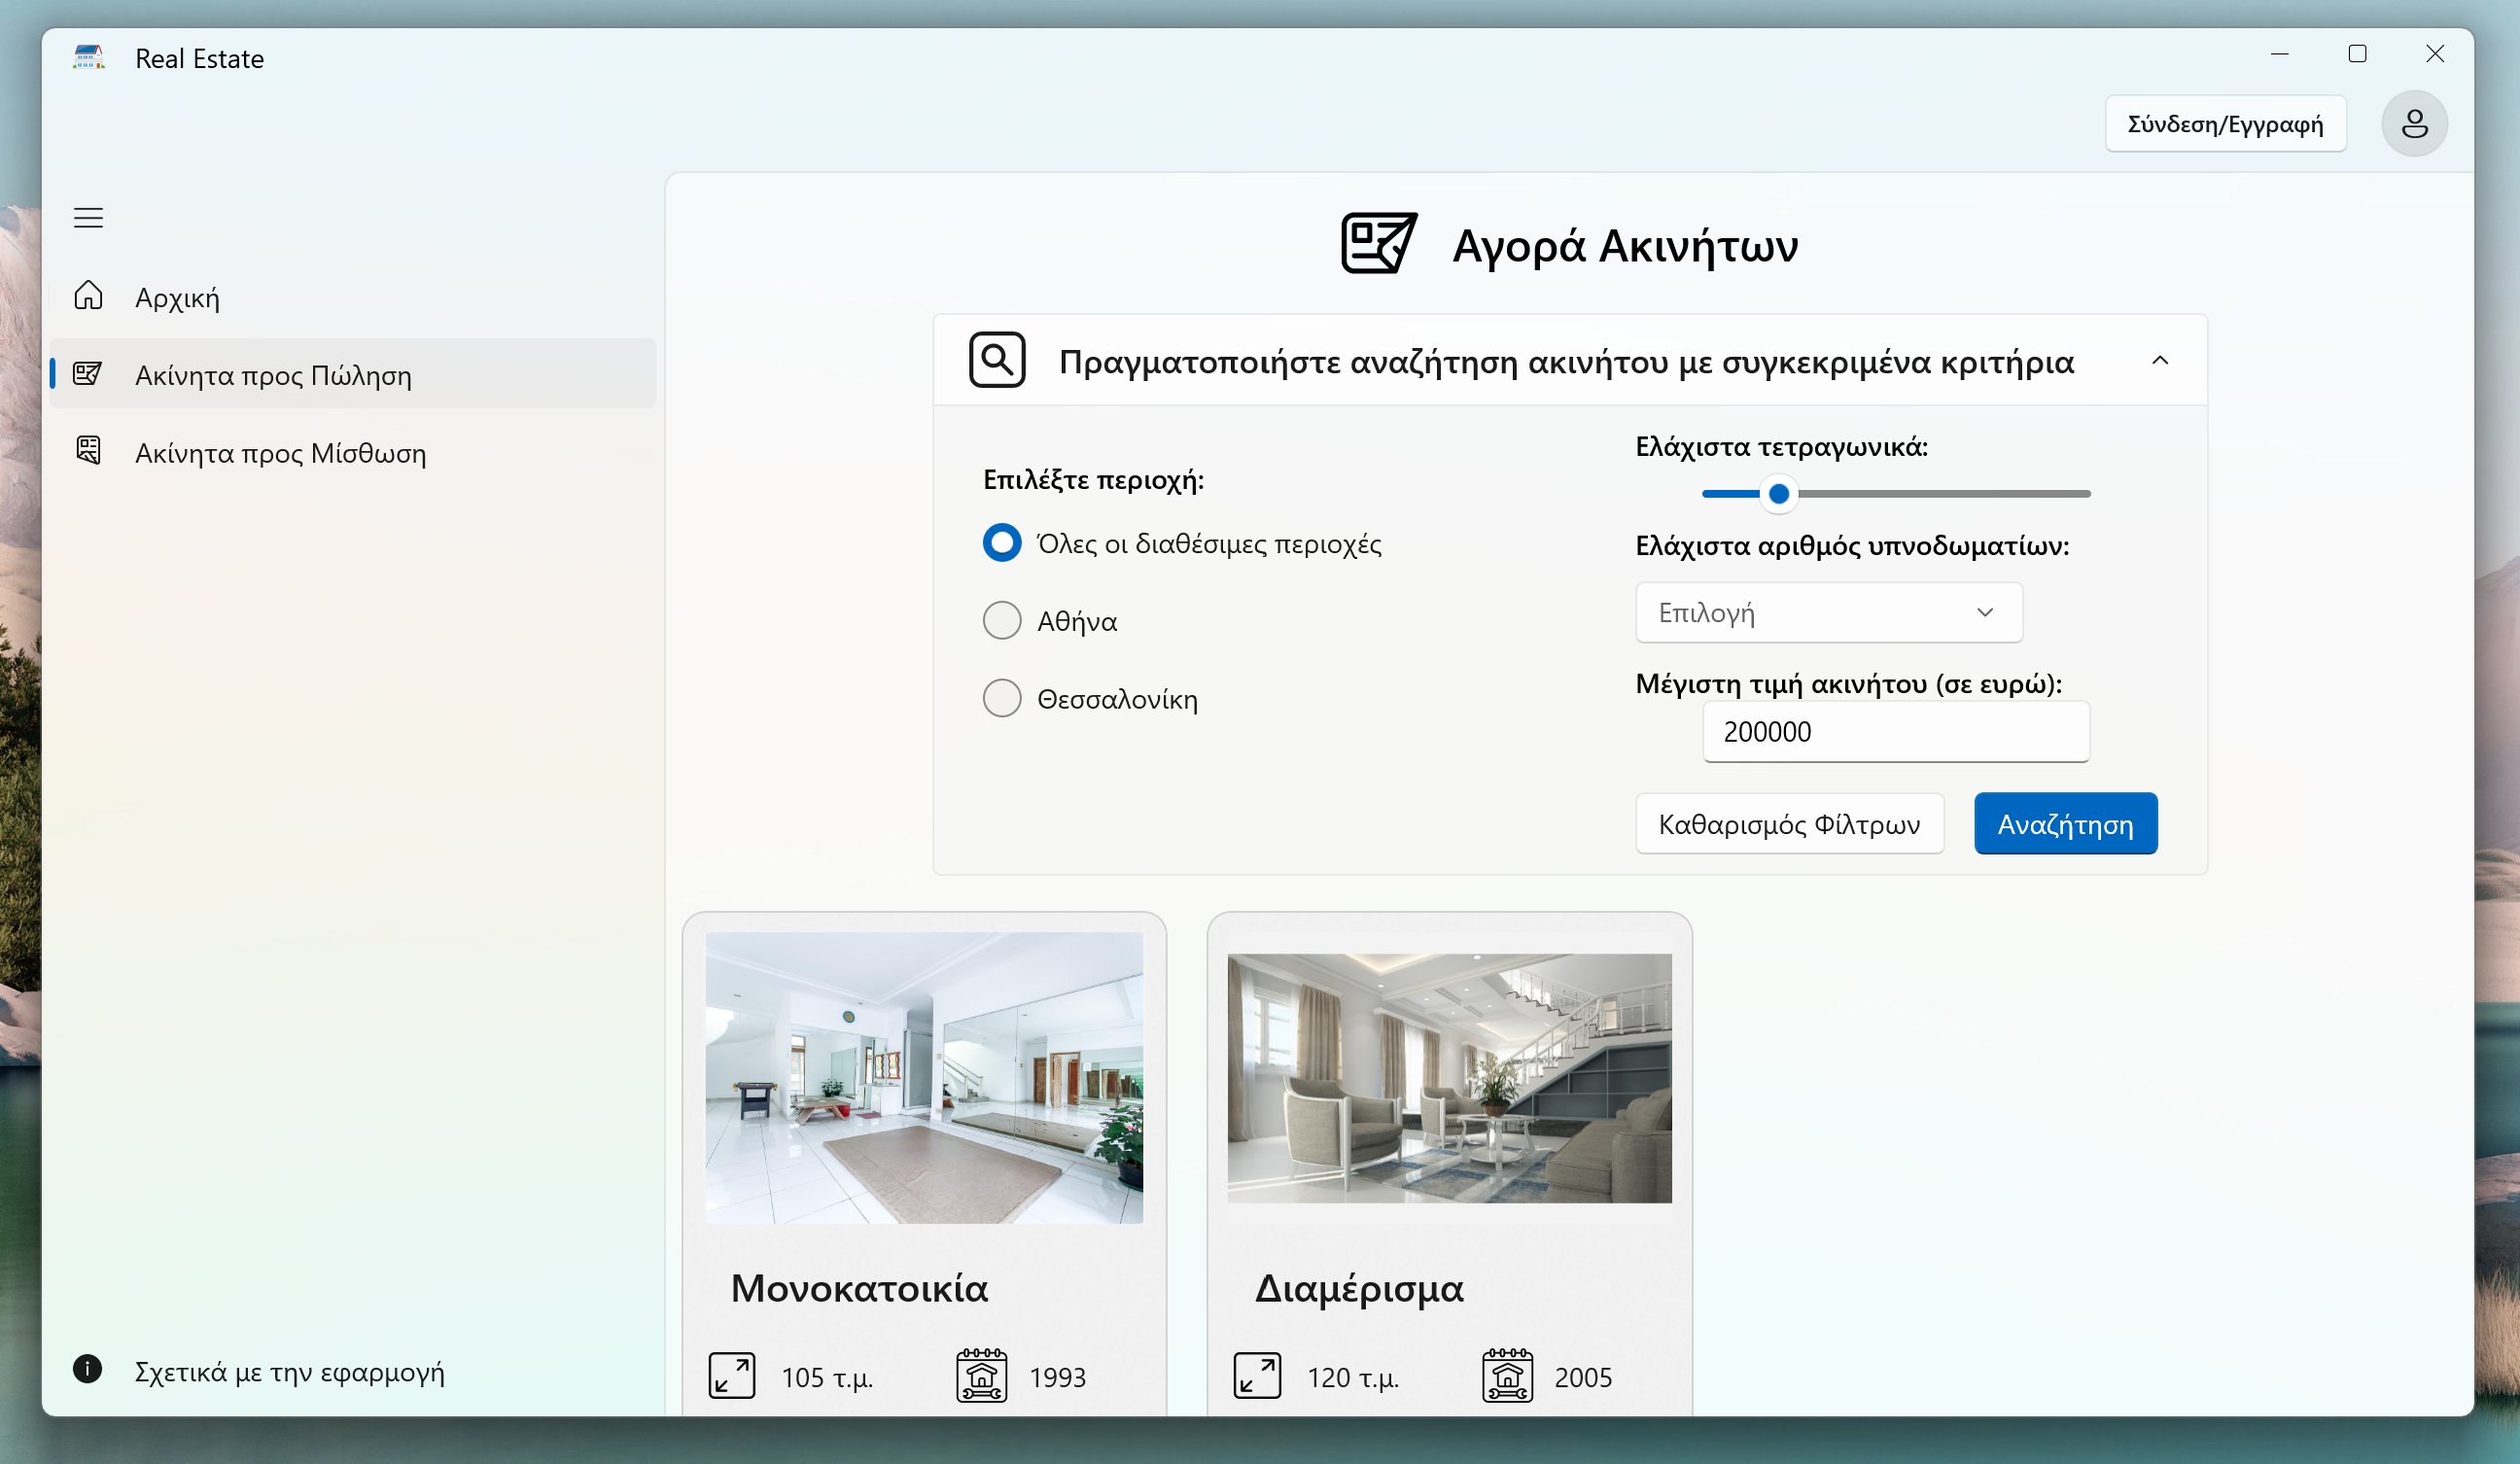 Real Estate
Σύνδεση/Εγγραφή
Αρχική
Ακίνητα προς Πώληση
Ακίνητα προς Μίσθωση
Σχετικά με την εφαρμογή
Αγορά Ακινήτων
Πραγματοποιήστε αναζήτηση ακινήτου με συγκεκριμένα κριτήρια
Επιλέξτε περιοχή:
Όλες οι διαθέσιμες περιοχές
Αθήνα
Θεσσαλονίκη
Ελάχιστα τετραγωνικά:
Ελάχιστα αριθμός υπνοδωματίων:
Επιλογή
Μέγιστη τιμή ακινήτου (σε ευρώ):
200000
Καθαρισμός Φίλτρων
Αναζήτηση
Μονοκατοικία
105 τ.μ.
1993
Διαμέρισμα
120 τ.μ.
2005